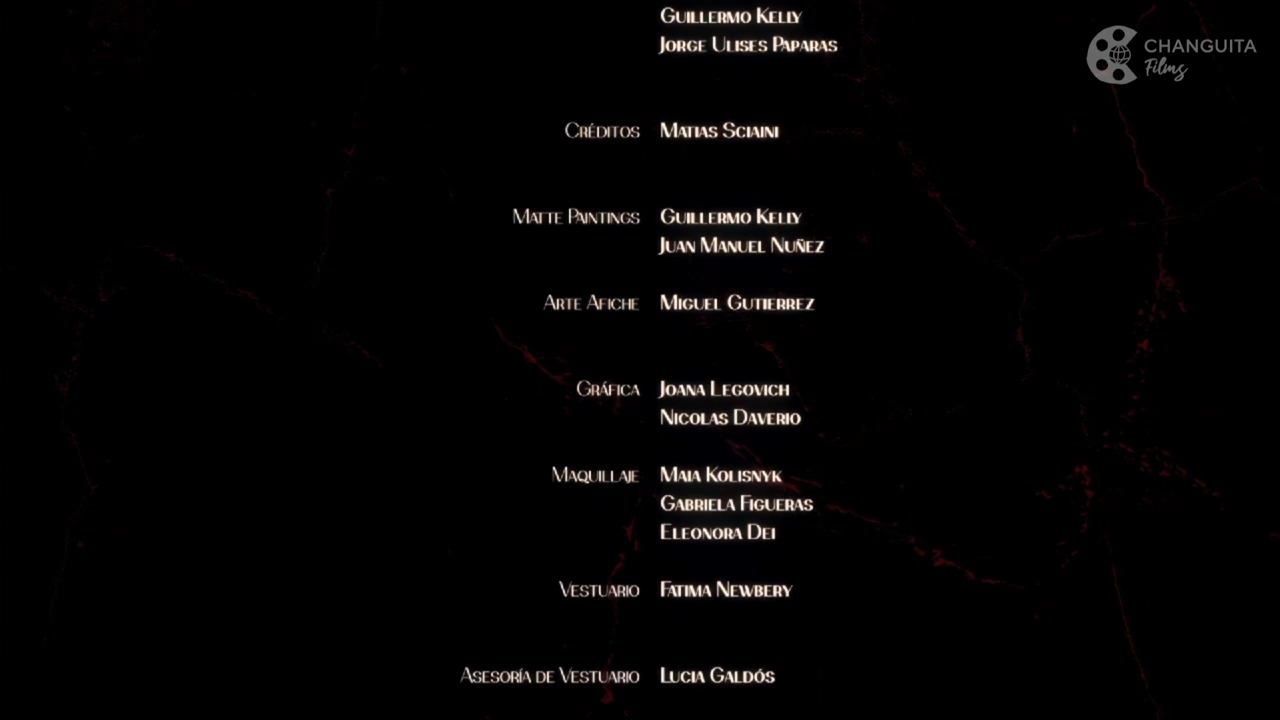 Guillermo Kelly
Jorge Ulises Paparas
CHANGUITA
Films
Créditos Matias Sciaini
Matte Paintings Guillermo Kelly
Juan Manuel Nuñez
Arte Afiche Miguel Gutierrez
Gráfica Joana Legovich
Nicolas Daverio
Maquillaje Maia Kolisnyk
Gabriela Figueras
Eleonora Dei
Vestuario Fatima Newbery
Asesoría de Vestuario Lucia Galdós